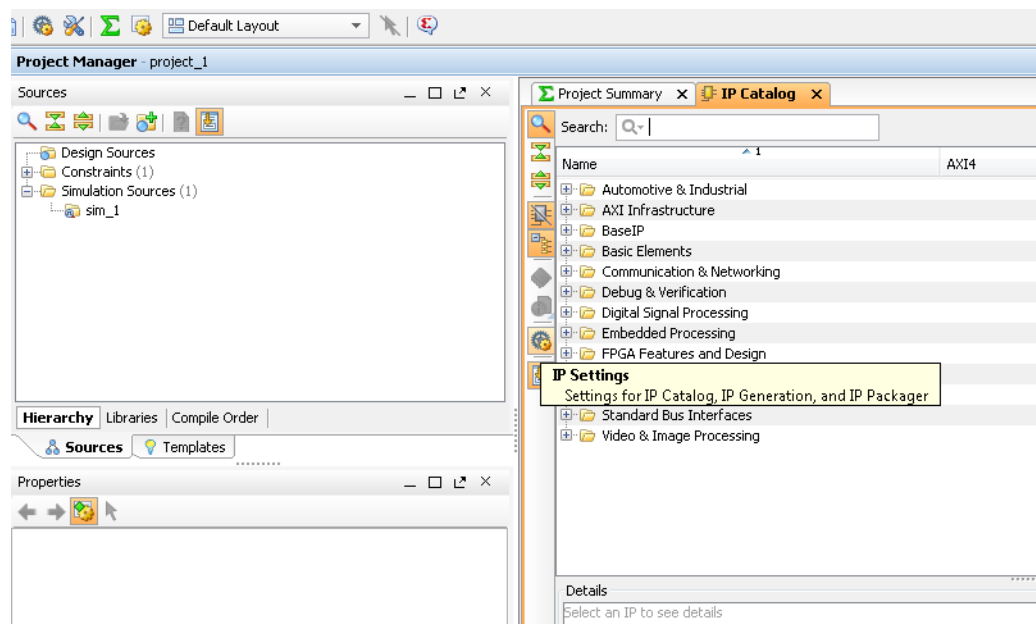 Default Layout
Project Manager - project_1
Sources
Design Sources
Constraints (1)
Simulation Sources (1)
sim_1
Hierarchy Libraries Compile Order
Sources Templates
Properties
Project Summary IP Catalog
Search:
Name 1 AXI4
Automotive & Industrial
AXI Infrastructure
BaseIP
Basic Elements
Communication & Networking
Debug & Verification
Digital Signal Processing
Embedded Processing
FPGA Features and Design
IP Settings
Settings for IP Catalog, IP Generation, and IP Packager
Standard Bus Interfaces
Video & Image Processing
Details
Select an IP to see details